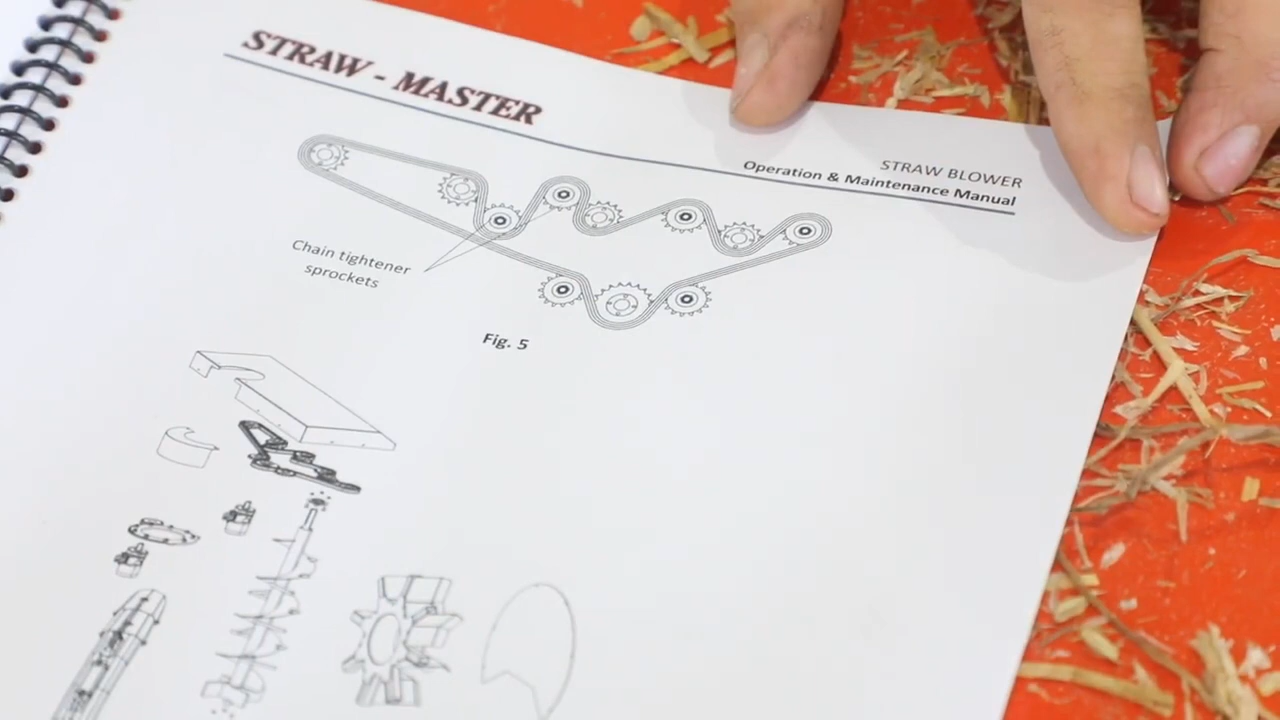 STRAW - MASTER
STRAW BLOWER
Operation & Maintenance Manual
Chain tightener
sprockets
Fig. 5